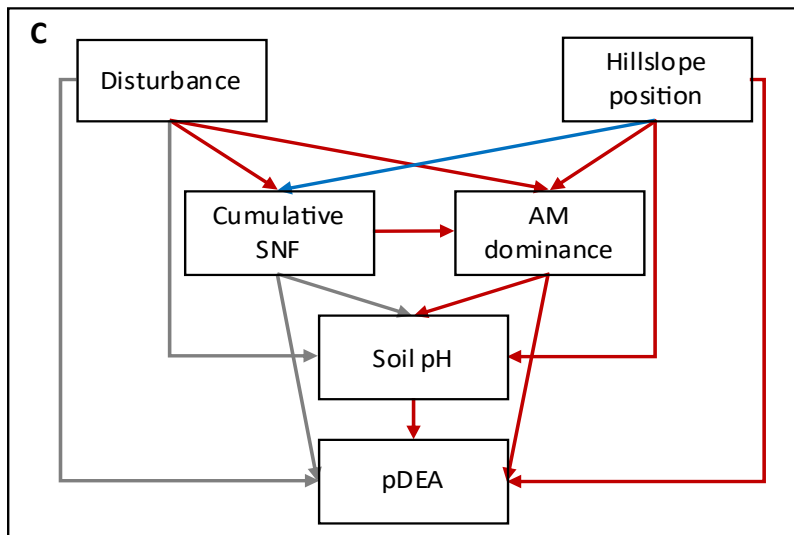 C
Disturbance
Hillslope
position
Cumulative
SNF
AM
dominance
Soil pH
pDEA